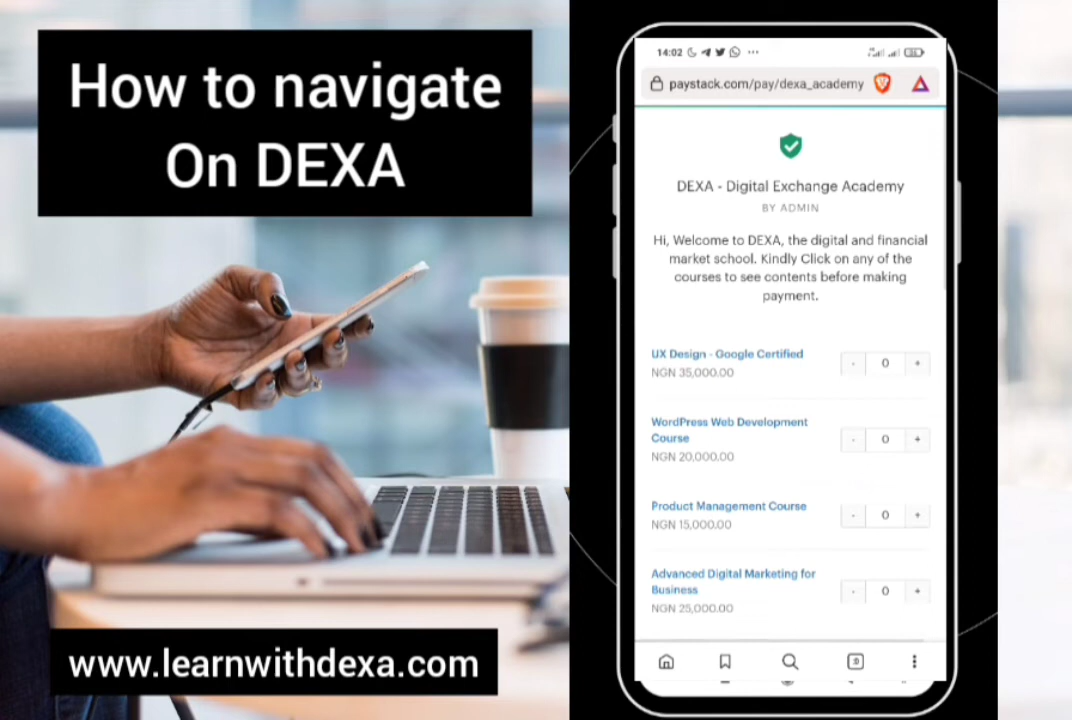 How to navigate
On DEXA
www.learnwithdexa.com
14:02
paystack.com/pay/dexa_academy
DEXA - Digital Exchange Academy
BY ADMIN
Hi, Welcome to DEXA, the digital and financial
market school. Kindly Click on any of the
courses to see contents before making
payment.
UX Design - Google Certified
NGN 35,000.00
- 0 +
WordPress Web Development
Course
NGN 20,000.00
- 0 +
Product Management Course
NGN 15,000.00
- 0 +
Advanced Digital Marketing for
Business
NGN 25,000.00
- 0 +